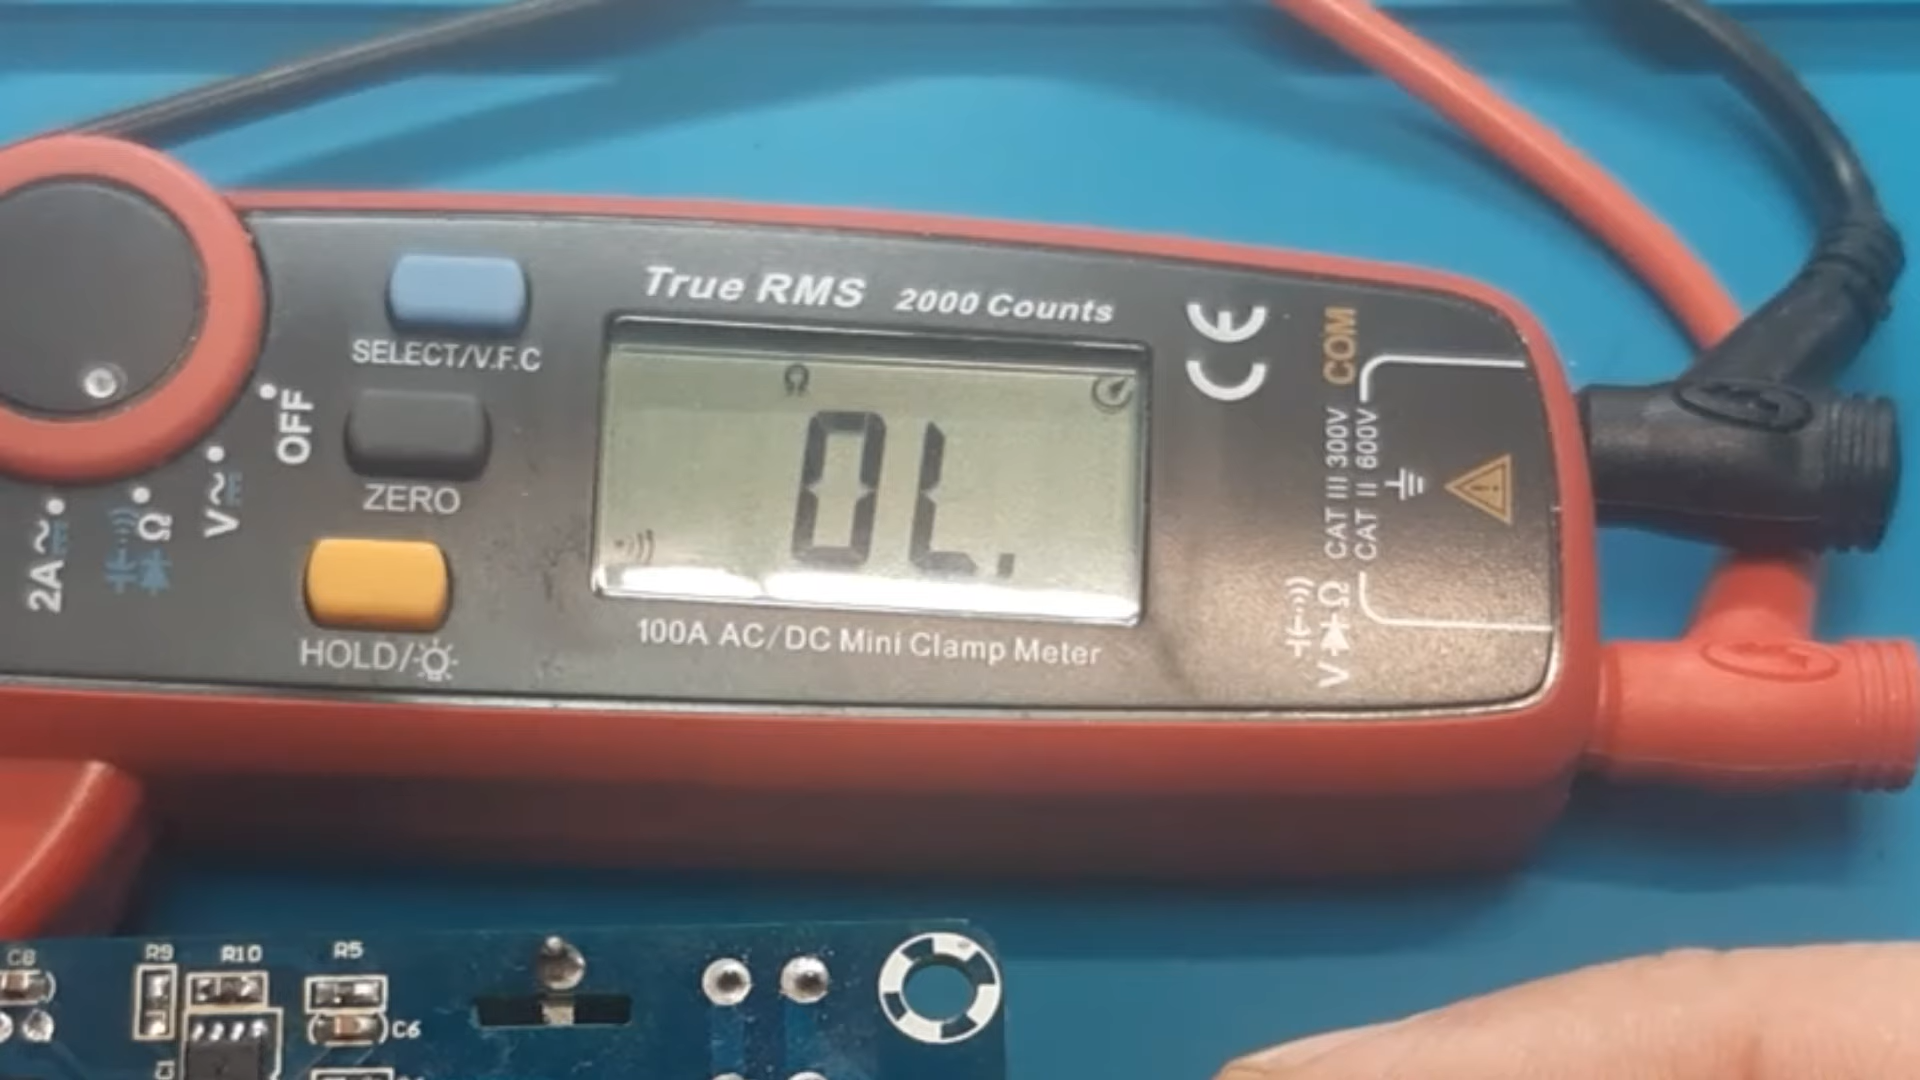 True RMS 2000 Counts
SELECT/V.F.C
OFF
ZERO
HOLD/
V~
Ω
2A~
Ω
OL.
100A AC/DC Mini Clamp Meter
CE
COM
CAT III 300V
CAT II 600V
V Ω
C8
R9
R10
R5
C6